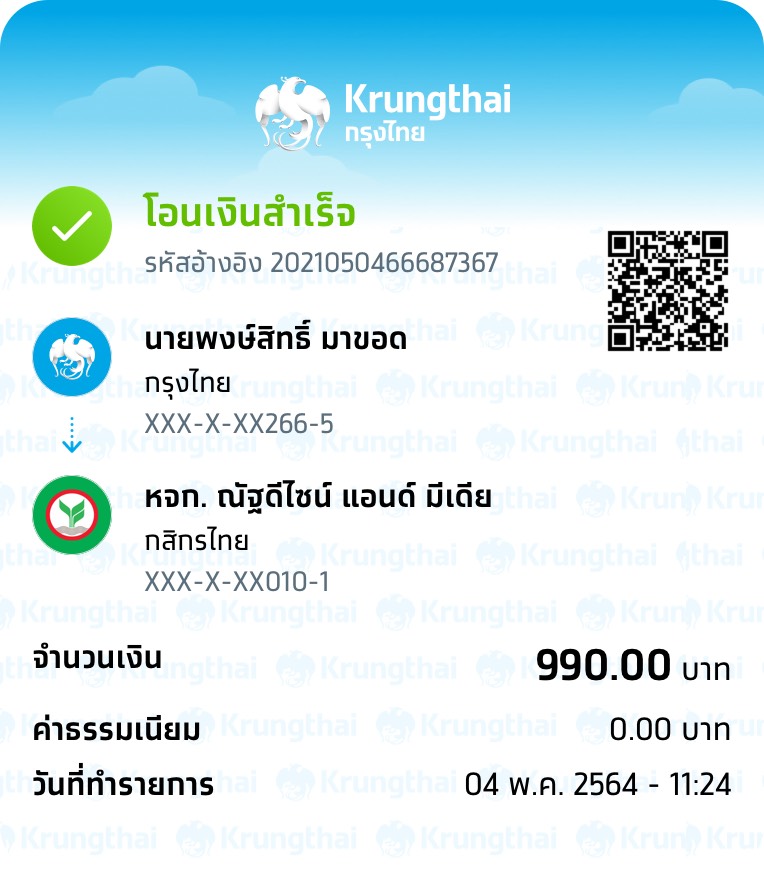 Krungthai
กรุงไทย
โอนเงินสำเร็จ
รหัสอ้างอิง 2021050466687367
นายพงษ์สิทธิ์ มาขอด
กรุงไทย
XXX-X-XX266-5
หจก. ณัฐดีไซน์ แอนด์ มีเดีย
กสิกรไทย
XXX-X-XX010-1
จำนวนเงิน 990.00 บาท
ค่าธรรมเนียม 0.00 บาท
วันที่ทำรายการ 04 พ.ค. 2564 - 11:24